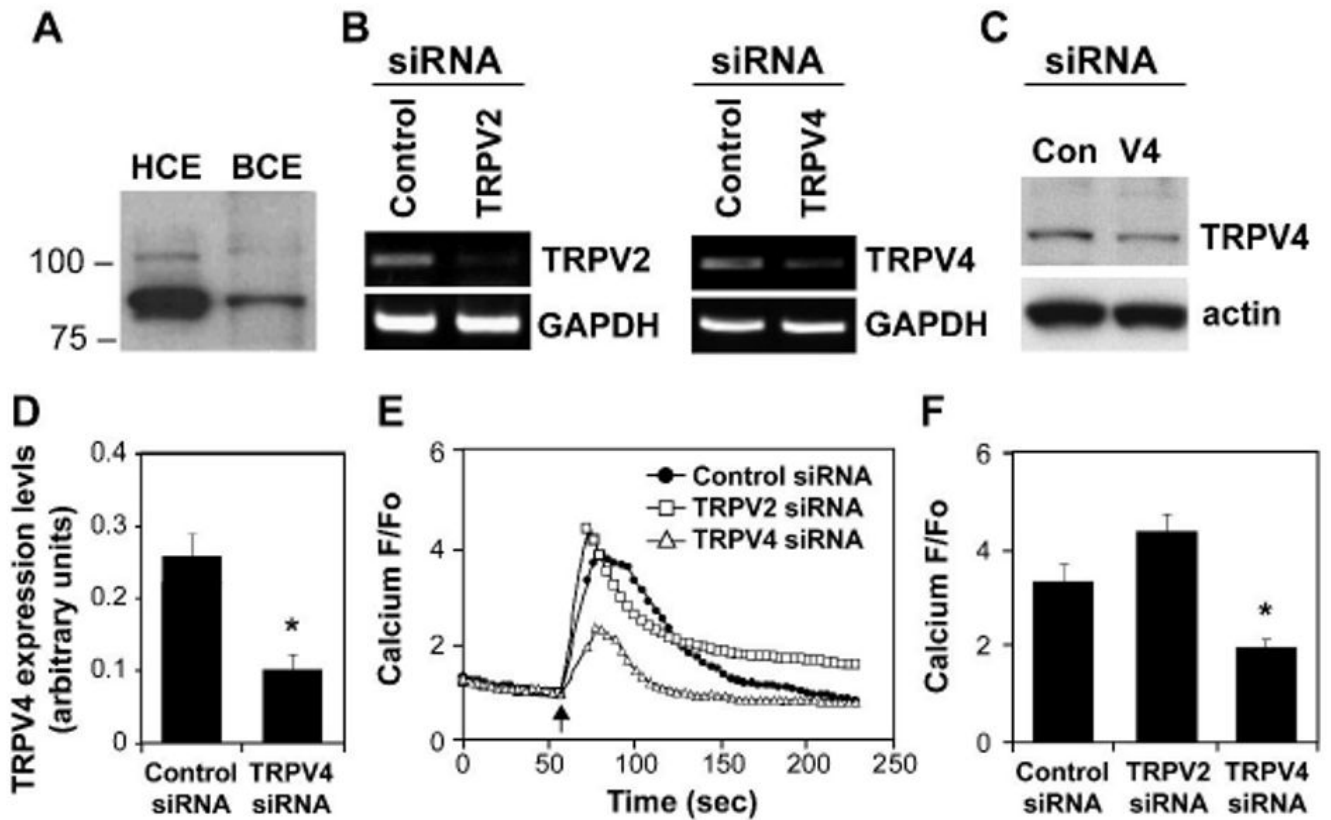 A
HCE BCE
100
75
B
siRNA
Control
TRPV2
TRPV2
GAPDH
siRNA
Control
TRPV4
TRPV4
GAPDH
C
siRNA
Con V4
TRPV4
actin
D
TRPV4 expression levls
(arbitrary units)
0.4
0.3
0.2
0.1
0
*
Control TRPV4
siRNA siRNA
E
Calcium F/Fo
6
4
2
0
Control siRNA
TRPV2 siRNA
TRPV4 siRNA
0 50 100 150 200 250
Time (sec)
F
Calcium F/Fo
6
4
2
0
*
Control TRPV2 TRPV4
siRNA siRNA siRNA